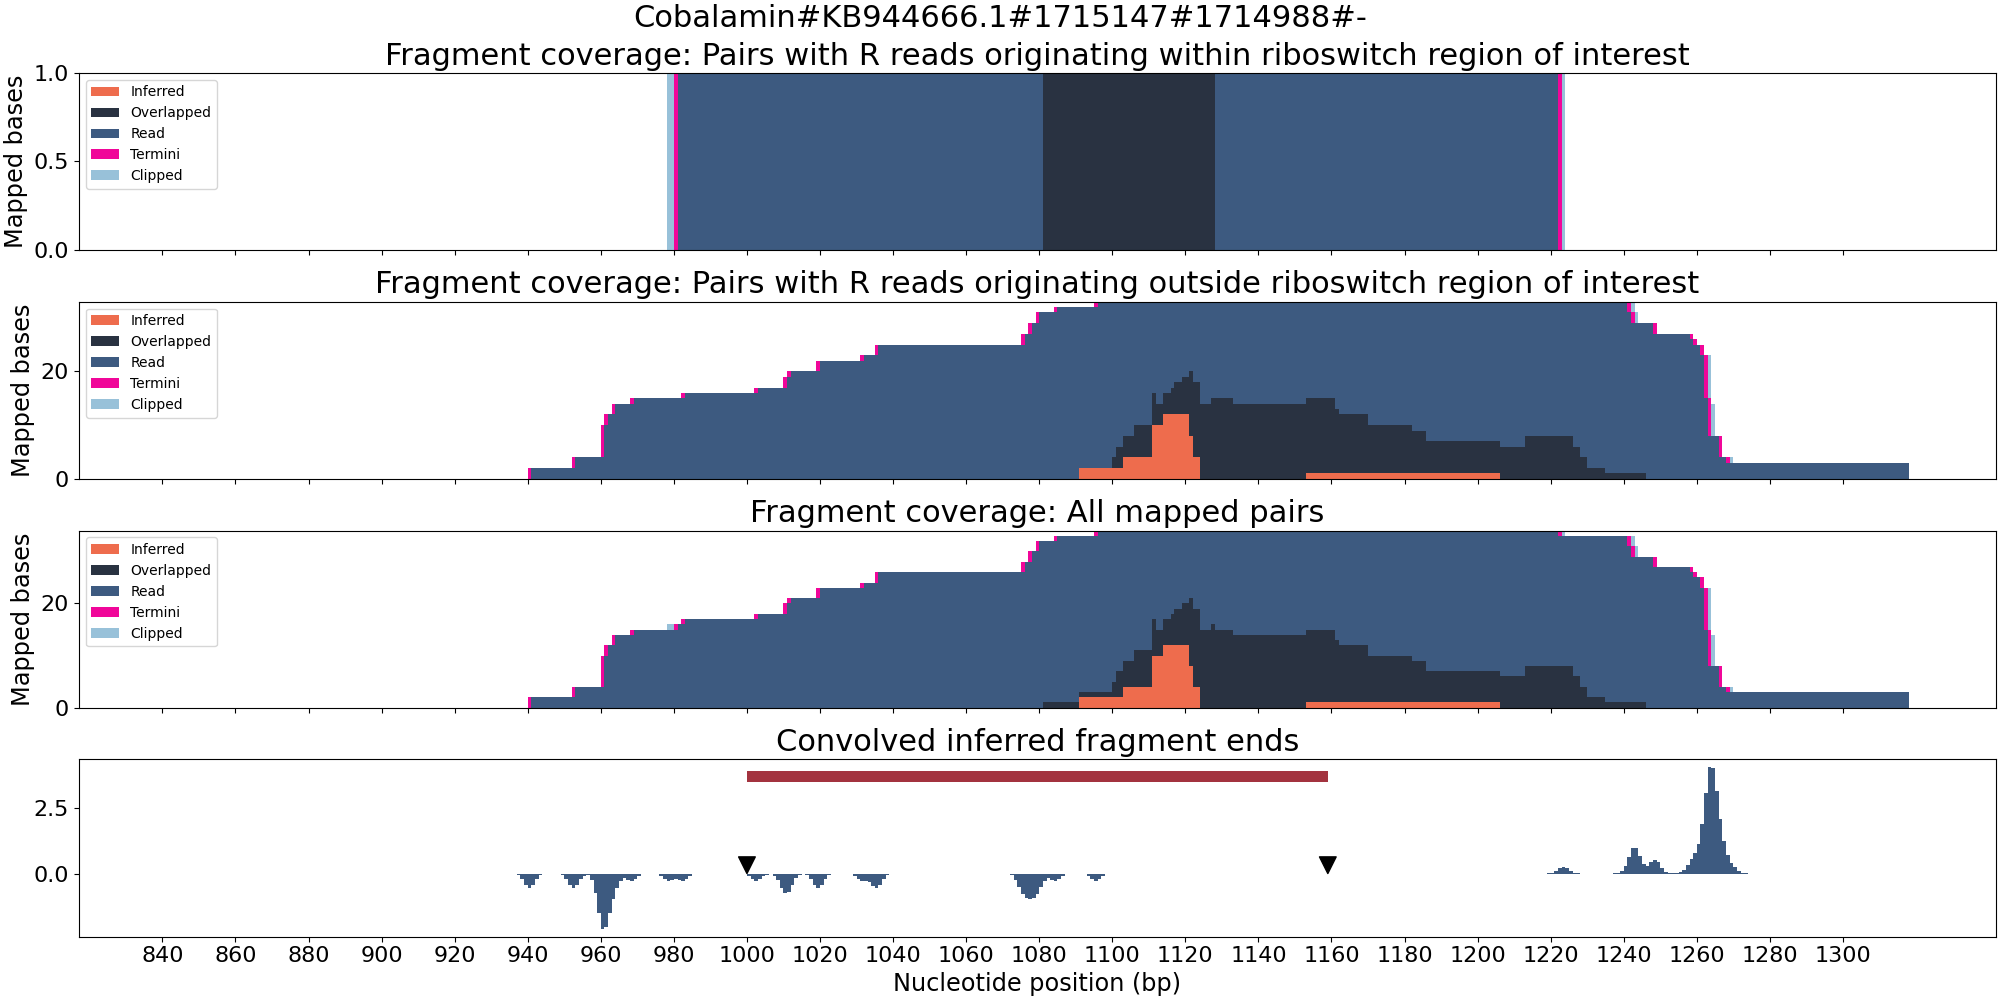 Cobalamin#KB944666.1#1715147#1714988#-
Fragment coverage: Pairs with R reads originating within riboswitch region of interest
Mapped bases
1.0
0.5
0.0
Inferred
Overlapped
Read
Termini
Clipped
Fragment coverage: Pairs with R reads originating outside riboswitch region of interest
Mapped bases
20
0
Inferred
Overlapped
Read
Termini
Clipped
Fragment coverage: All mapped pairs
Mapped bases
20
0
Inferred
Overlapped
Read
Termini
Clipped
Convolved inferred fragment ends
2.5
0.0
840 860 880 900 920 940 960 980 1000 1020 1040 1060 1080 1100 1120 1140 1160 1180 1200 1220 1240 1260 1280 1300
Nucleotide position (bp)